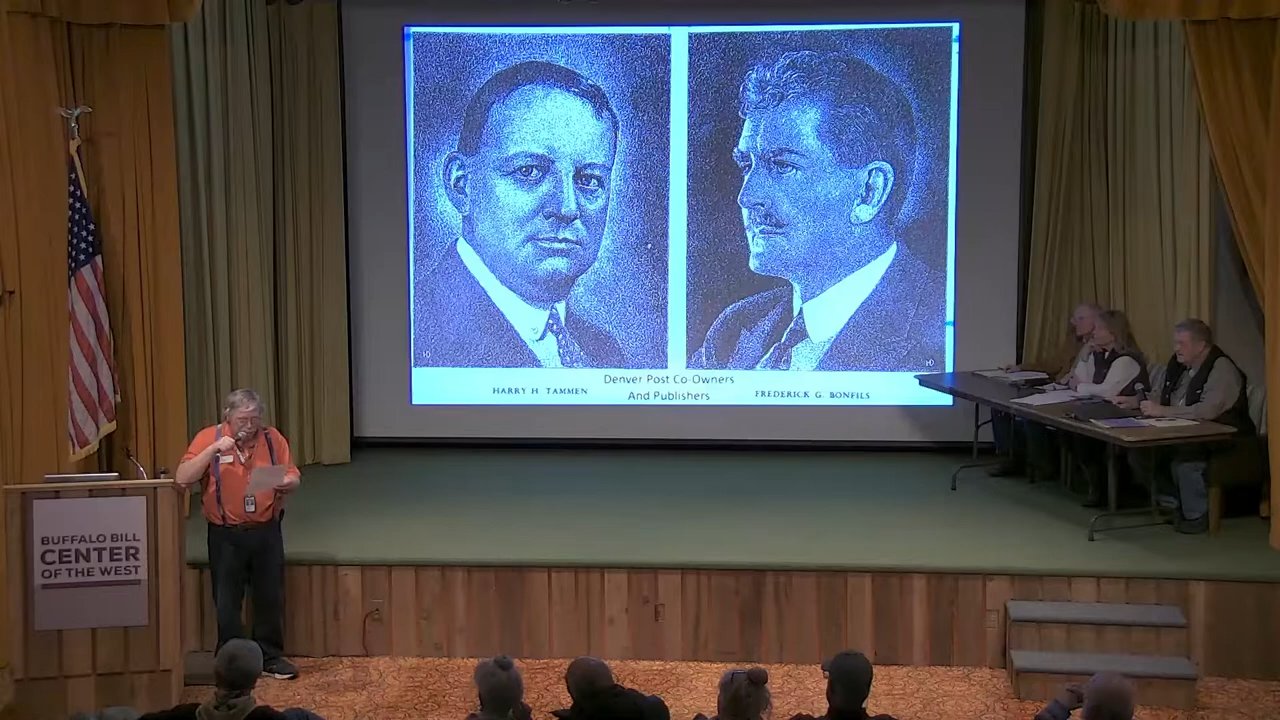 Denver Post Co-Owners
And Publishers
HARRY H TAMMEN
FREDERICK G. BONFILS
BUFFALO BILL
CENTER
OF THE WEST